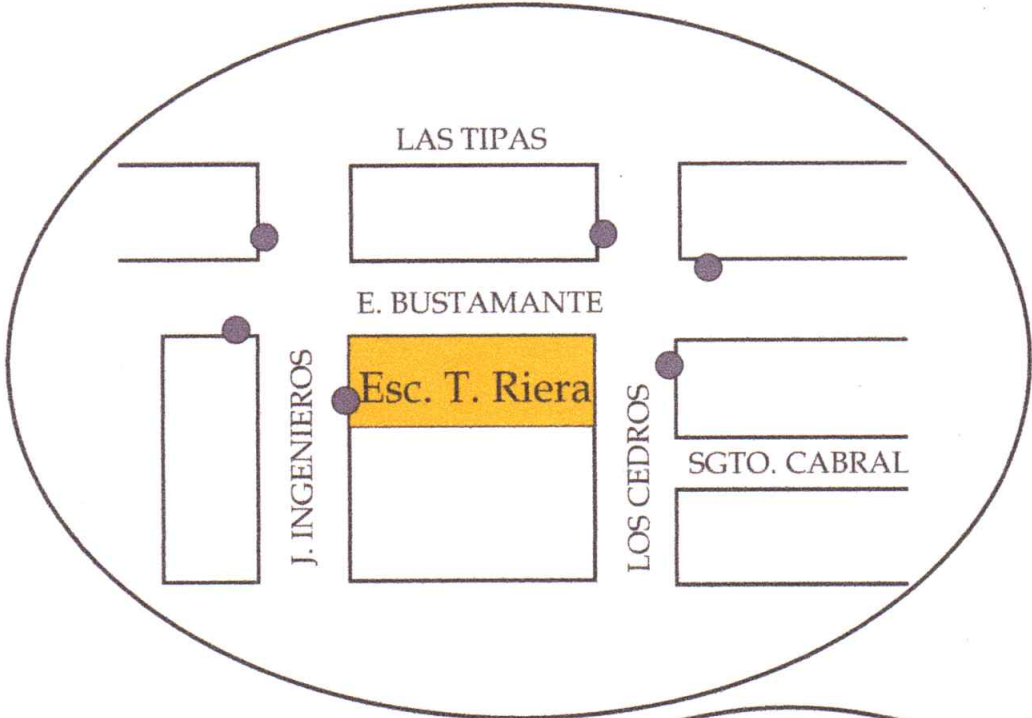 LAS TIPAS
E. BUSTAMANTE
Esc. T. Riera
J. INGENIEROS
LOS CEDROS
SGTO. CABRAL